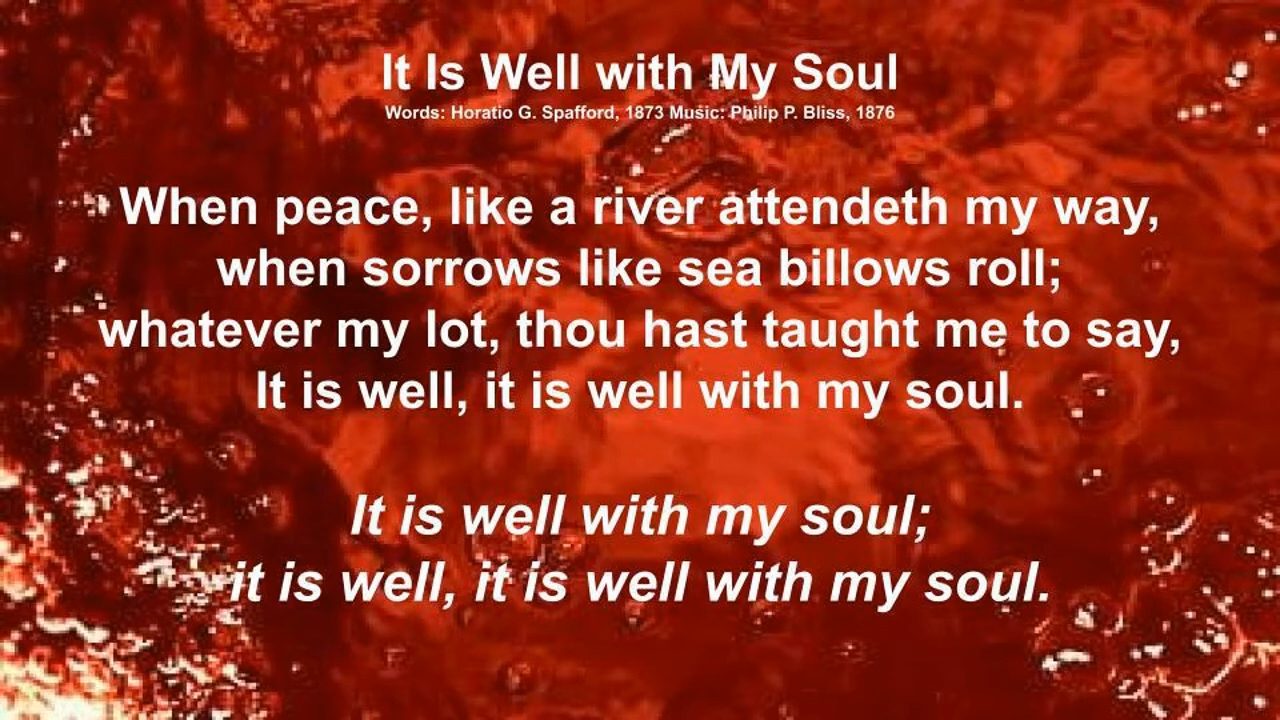 It Is Well with My Soul
Words: Horatio G. Spafford, 1873 Music: Philip P. Bliss, 1876
When peace, like a river attendeth my way,
when sorrows like sea billows roll;
whatever my lot, thou hast taught me to say,
It is well, it is well with my soul.
It is well with my soul;
it is well, it is well with my soul.